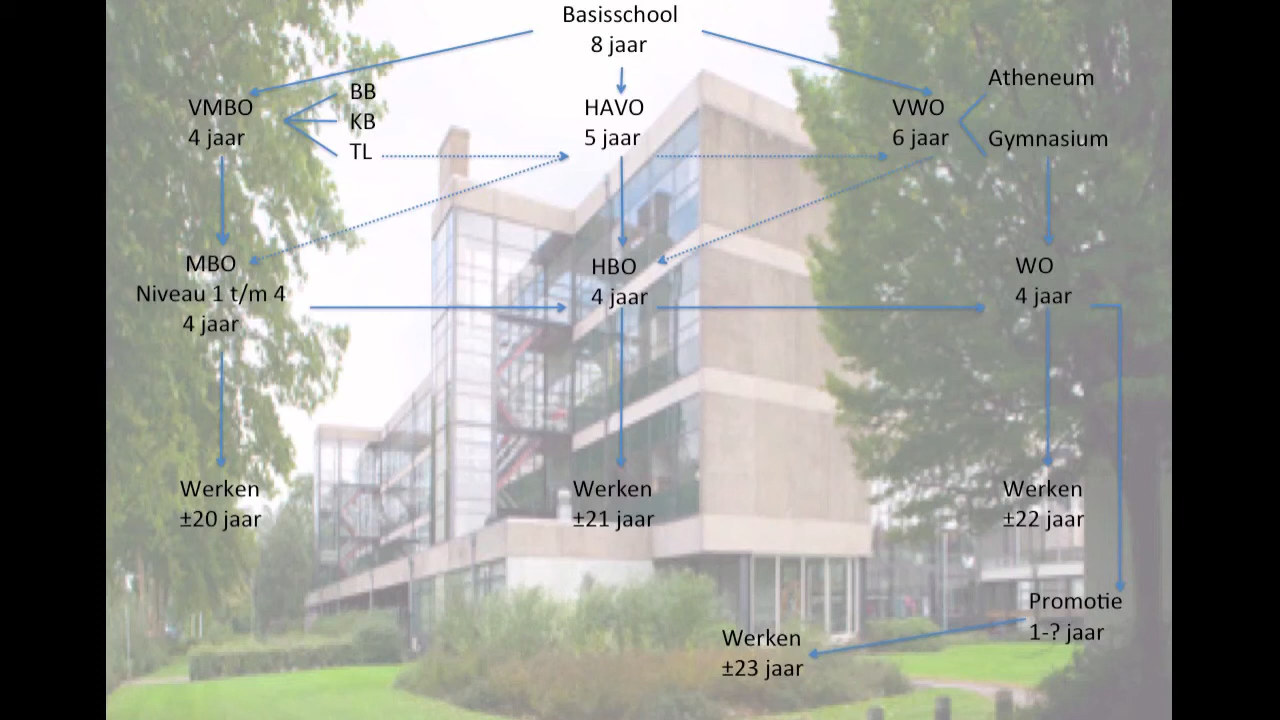 Basisschool
8 jaar
VMBO
4 jaar
BB
KB
TL
HAVO
5 jaar
VWO
6 jaar
Atheneum
Gymnasium
MBO
Niveau 1 t/m 4
4 jaar
HBO
4 jaar
WO
4 jaar
Werken
±20 jaar
Werken
±21 jaar
Werken
±22 jaar
Promotie
1-? jaar
Werken
±23 jaar